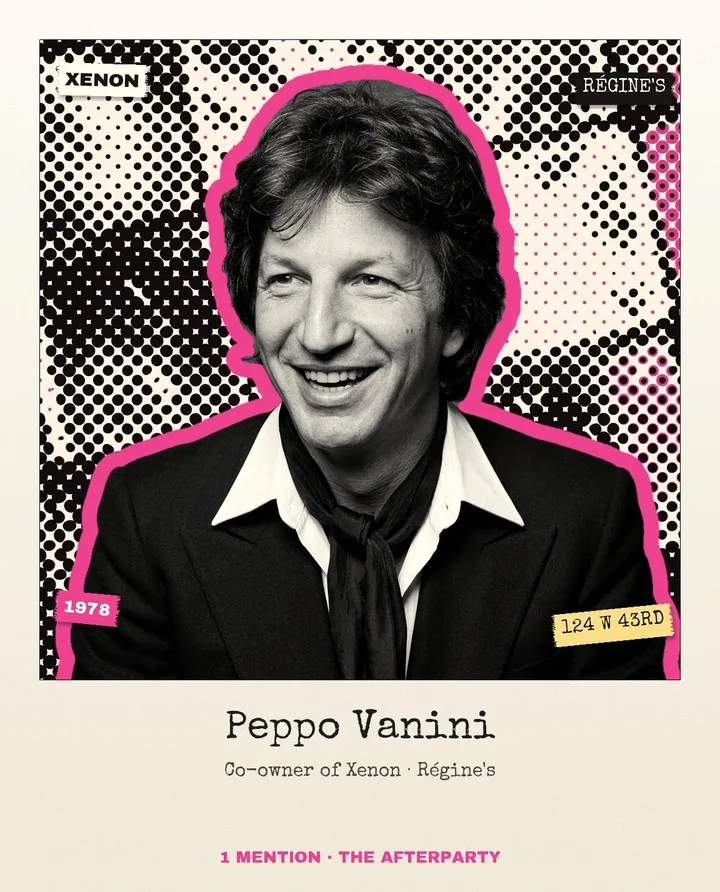 XENON
RÉGINE'S
1978
124 W 43RD
Peppo Vanini
Co-owner of Xenon · Régine's
1 MENTION · THE AFTERPARTY